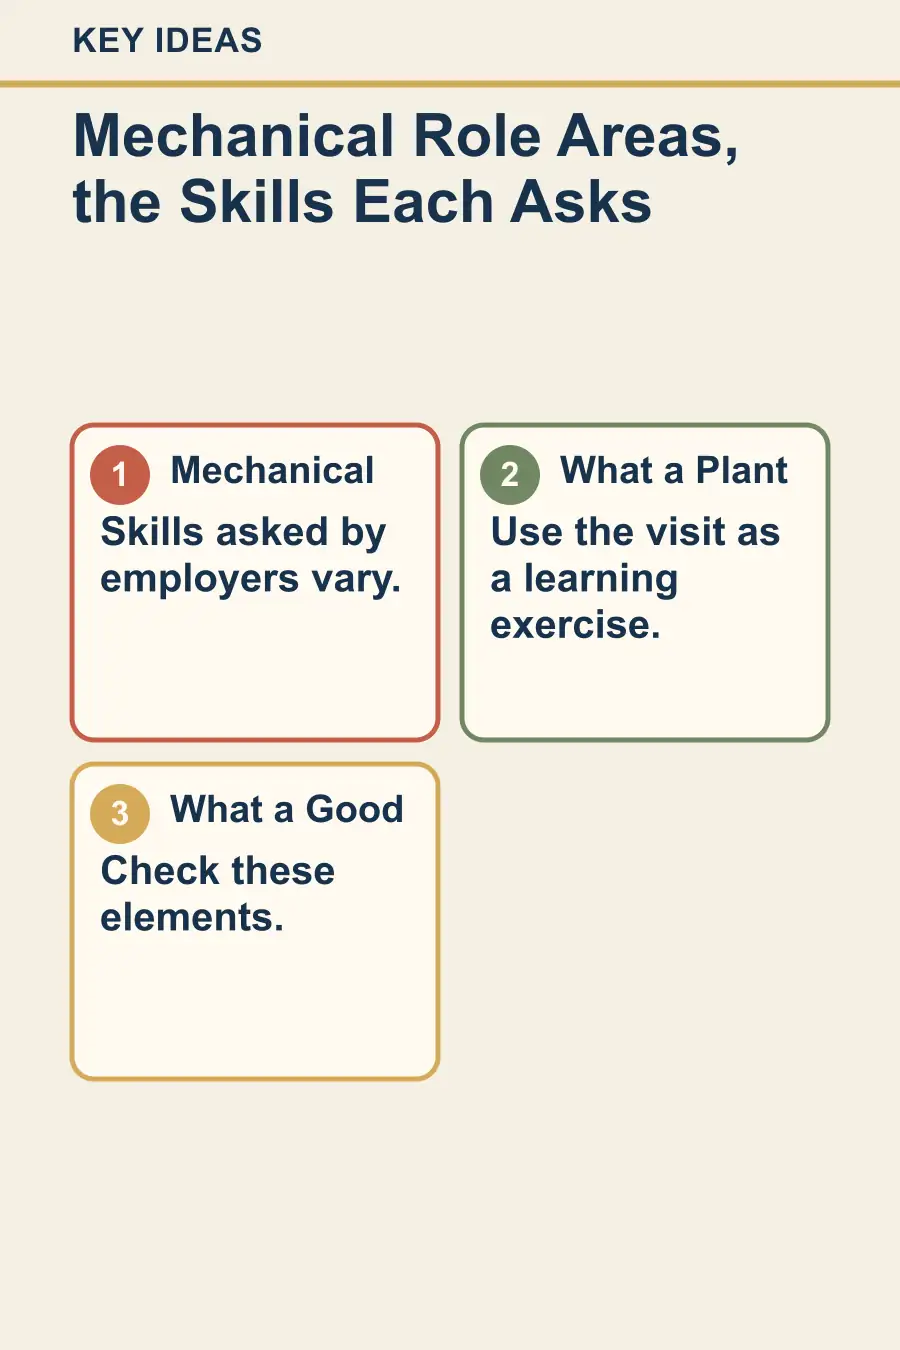 KEY IDEAS
Mechanical Role Areas,
the Skills Each Asks
1 Mechanical
Skills asked by
employers vary.
2 What a Plant
Use the visit as
a learning
exercise.
3 What a Good
Check these
elements.